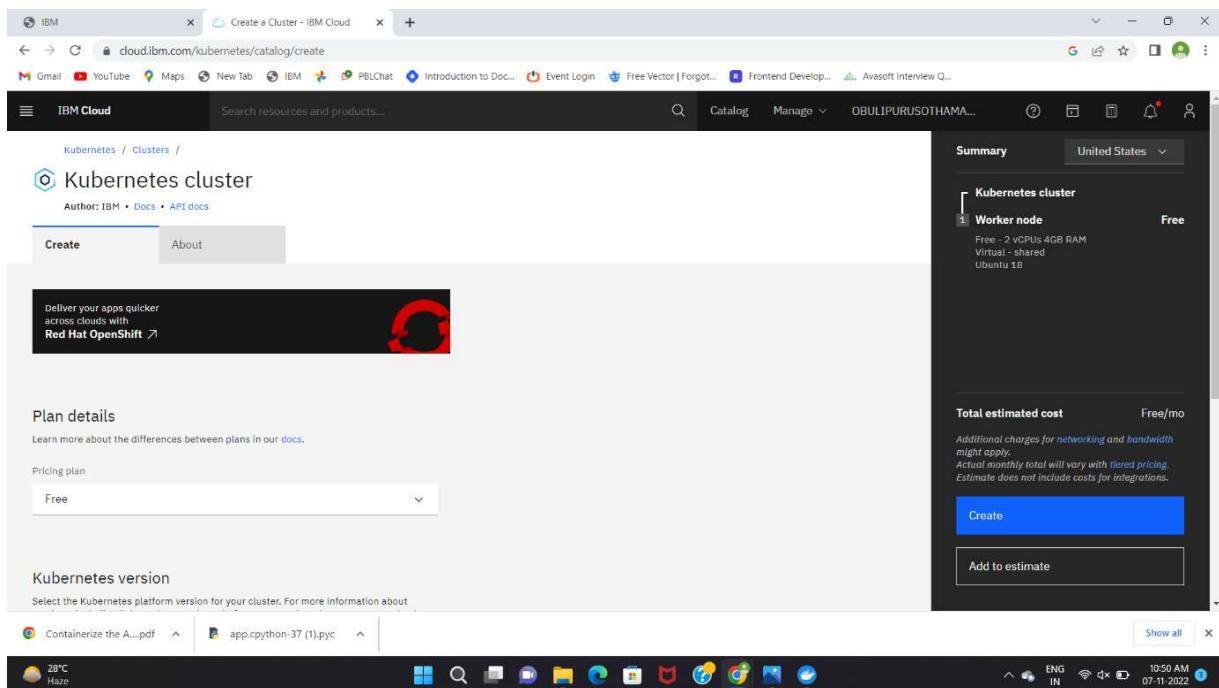 IBM
Create a Cluster - IBM Cloud
cloud.ibm.com/kubernetes/catalog/create
Gmail YouTube Maps New Tab IBM PBLChat Introduction to Doc... Event Login Free Vector | Forgot... Frontend Develop... Avasoft Interview Q...
IBM Cloud
Search resources and products...
Catalog Manage OBULIPURUSOTHAMA...
Kubernetes / Clusters /
Kubernetes cluster
Author: IBM • Docs • API docs
Create About
Deliver your apps quicker
across clouds with
Red Hat OpenShift
Plan details
Learn more about the differences between plans in our docs.
Pricing plan
Free
Kubernetes version
Select the Kubernetes platform version for your cluster. For more information about
Summary United States
Kubernetes cluster
1 Worker node Free
Free - 2 vCPUs 4GB RAM
Virtual - shared
Ubuntu 18
Total estimated cost Free/mo
Additional charges for networking and bandwidth
might apply.
Actual monthly total will vary with tiered pricing.
Estimate does not include costs for integrations.
Create
Add to estimate
Containerize the A....pdf app.cpython-37 (1).pyc Show all
28°C
Haze
ENG
IN
10:50 AM
07-11-2022
3